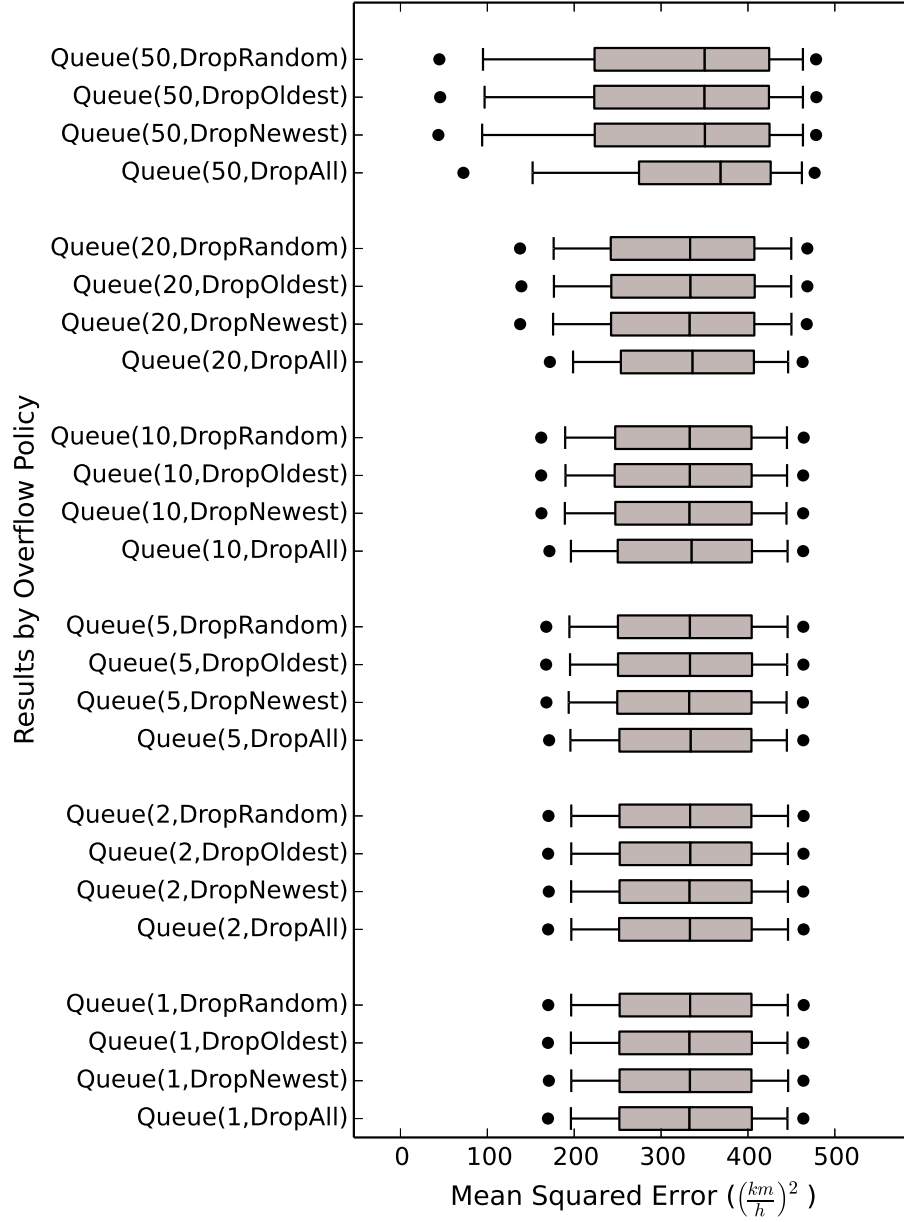 Queue(50,DropRandom)
Queue(50,DropOldest)
Queue(50,DropNewest)
Queue(50,DropAll)
Queue(20,DropRandom)
Queue(20,DropOldest)
Queue(20,DropNewest)
Queue(20,DropAll)
Queue(10,DropRandom)
Queue(10,DropOldest)
Queue(10,DropNewest)
Queue(10,DropAll)
Queue(5,DropRandom)
Queue(5,DropOldest)
Queue(5,DropNewest)
Queue(5,DropAll)
Queue(2,DropRandom)
Queue(2,DropOldest)
Queue(2,DropNewest)
Queue(2,DropAll)
Queue(1,DropRandom)
Queue(1,DropOldest)
Queue(1,DropNewest)
Queue(1,DropAll)
Results by Overflow Policy
0 100 200 300 400 500
Mean Squared Error ((km/h)² )